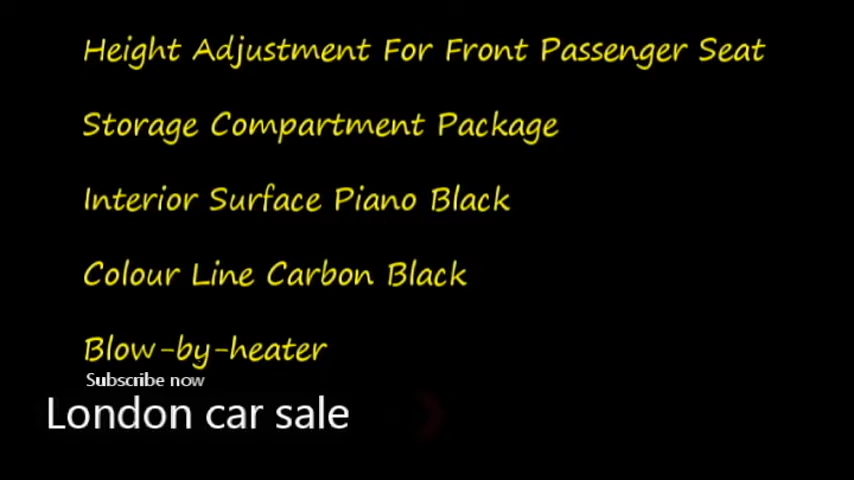 Height Adjustment For Front Passenger Seat
Storage Compartment Package
Interior Surface Piano Black
Colour Line Carbon Black
Blow-by-heater
Subscribe now
London car sale